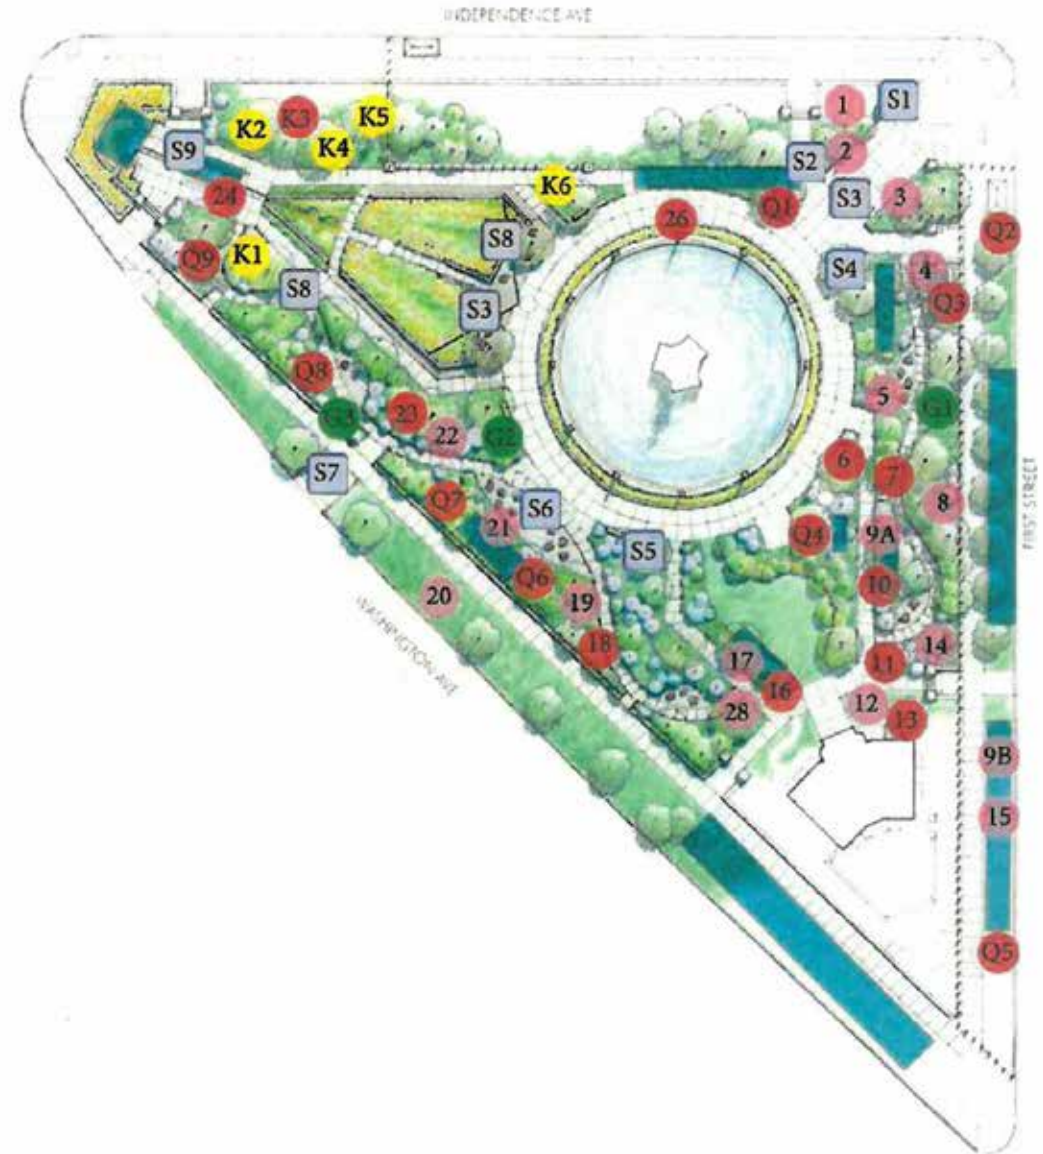 INDEPENDENCE AVE
K5
1
S1
K2
K3
K4
S9
2
S2
K6
24
S3
3
Q1
26
Q2
S8
Q9
K1
S4
4
S8
Q3
S3
Q8
5
G1
23
G3
22
G2
6
S7
7
FIRST STREET
Q7
8
S6
21
Q4
9A
S5
Q6
10
20
19
WASHINGTON AVE
18
14
17
11
16
12
28
13
9B
15
Q5